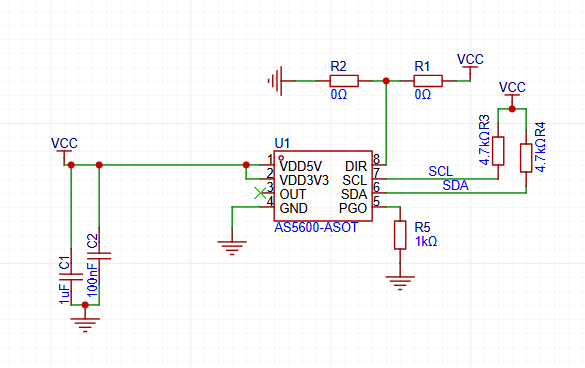 R2
0Ω
R1
0Ω
VCC
VCC
4.7kΩ R3
4.7kΩ R4
VCC
U1
1 VDD5V DIR 8
2 VDD3V3 SCL 7
3 OUT SDA 6
4 GND PGO 5
AS5600-ASOT
SCL
SDA
R5
1kΩ
1uF C1
100nF C2